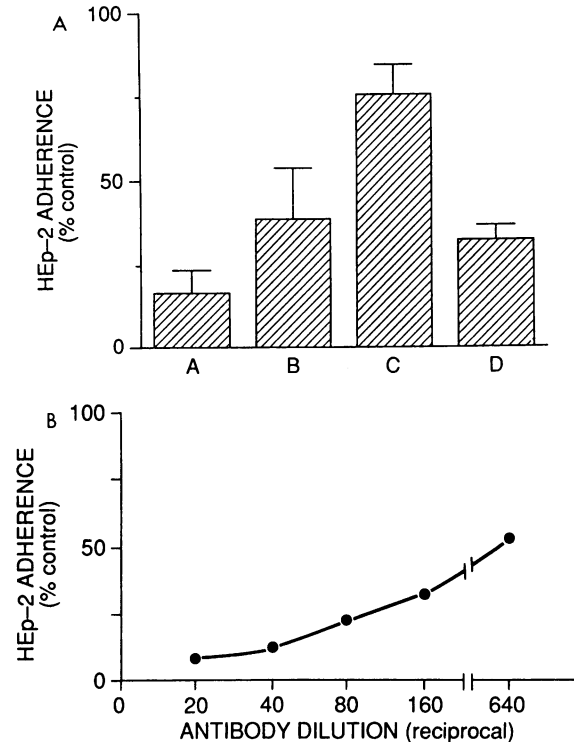 A
100
50
0
HEp-2 ADHERENCE
(% control)
A B C D
B
100
50
0
HEp-2 ADHERENCE
(% control)
0 20 40 80 160 640
ANTIBODY DILUTION (reciprocal)